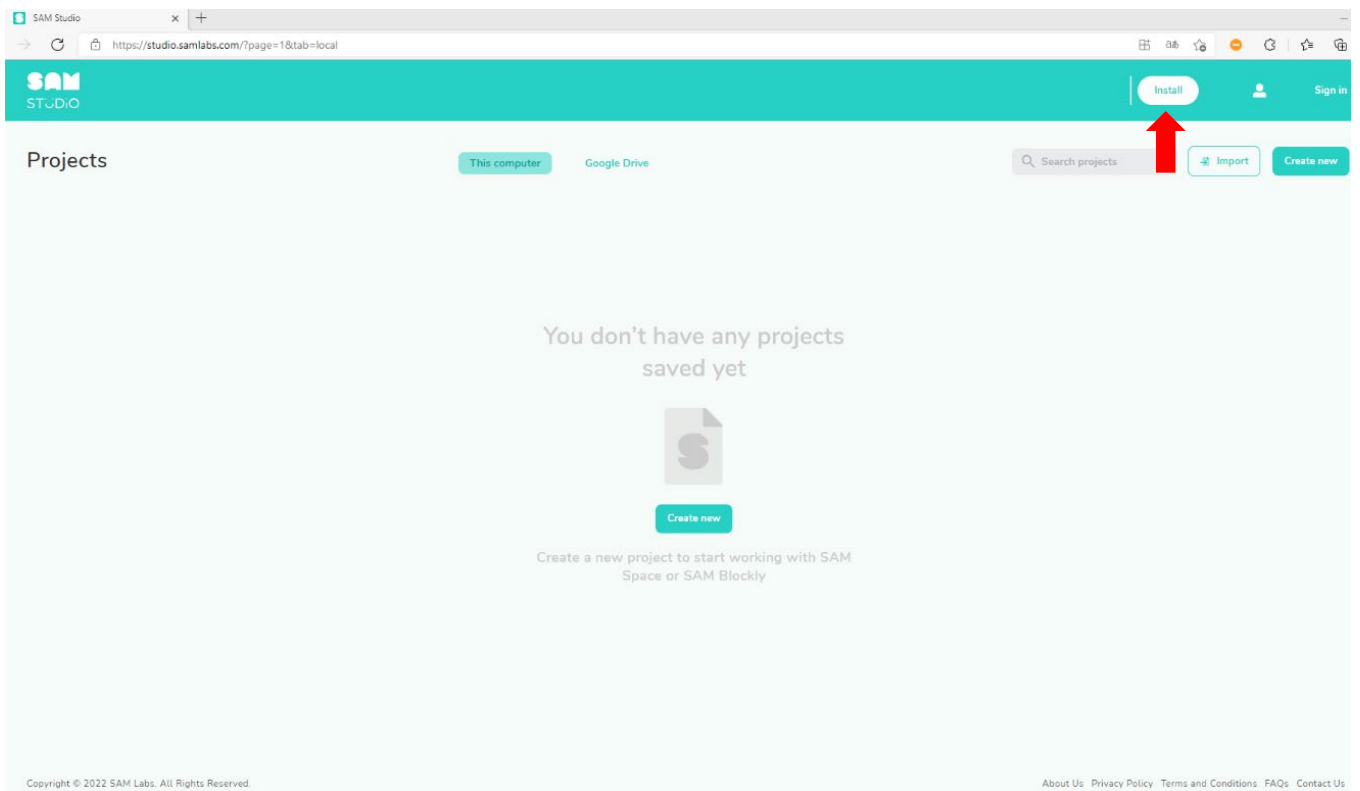 SAM Studio
https://studio.samlabs.com/?page=1&tab=local
SAM
STUDIO
Install
Sign in
Projects
This computer
Google Drive
Search projects
Import
Create new
You don't have any projects
saved yet
S
Create new
Create a new project to start working with SAM
Space or SAM Blockly
Copyright © 2022 SAM Labs. All Rights Reserved.
About Us Privacy Policy Terms and Conditions FAQs Contact Us